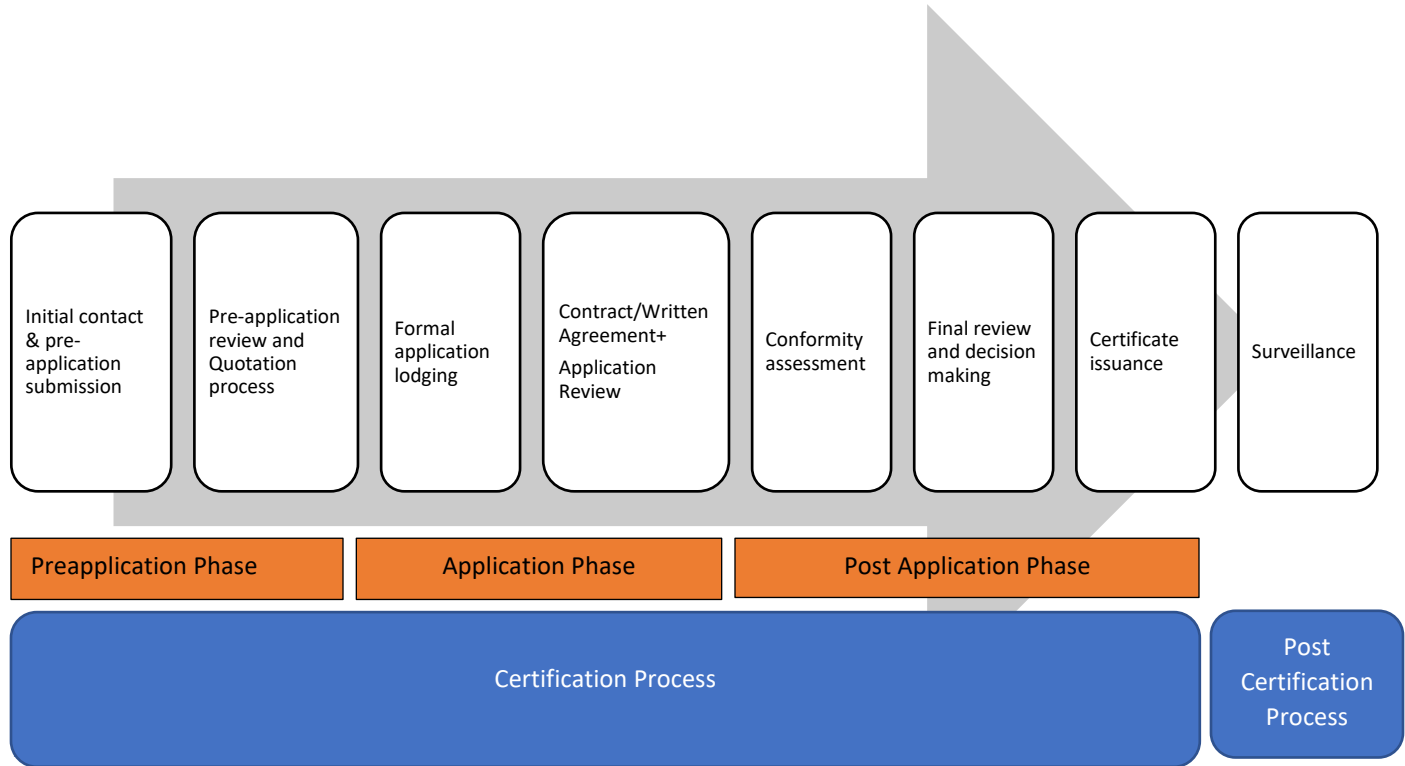 Initial contact
& pre-
application
submission
Pre-application
review and
Quotation
process
Formal
application
lodging
Contract/Written
Agreement+
Application
Review
Conformity
assessment
Final review
and decision
making
Certificate
issuance
Surveillance
Preapplication Phase
Application Phase
Post Application Phase
Certification Process
Post
Certification
Process